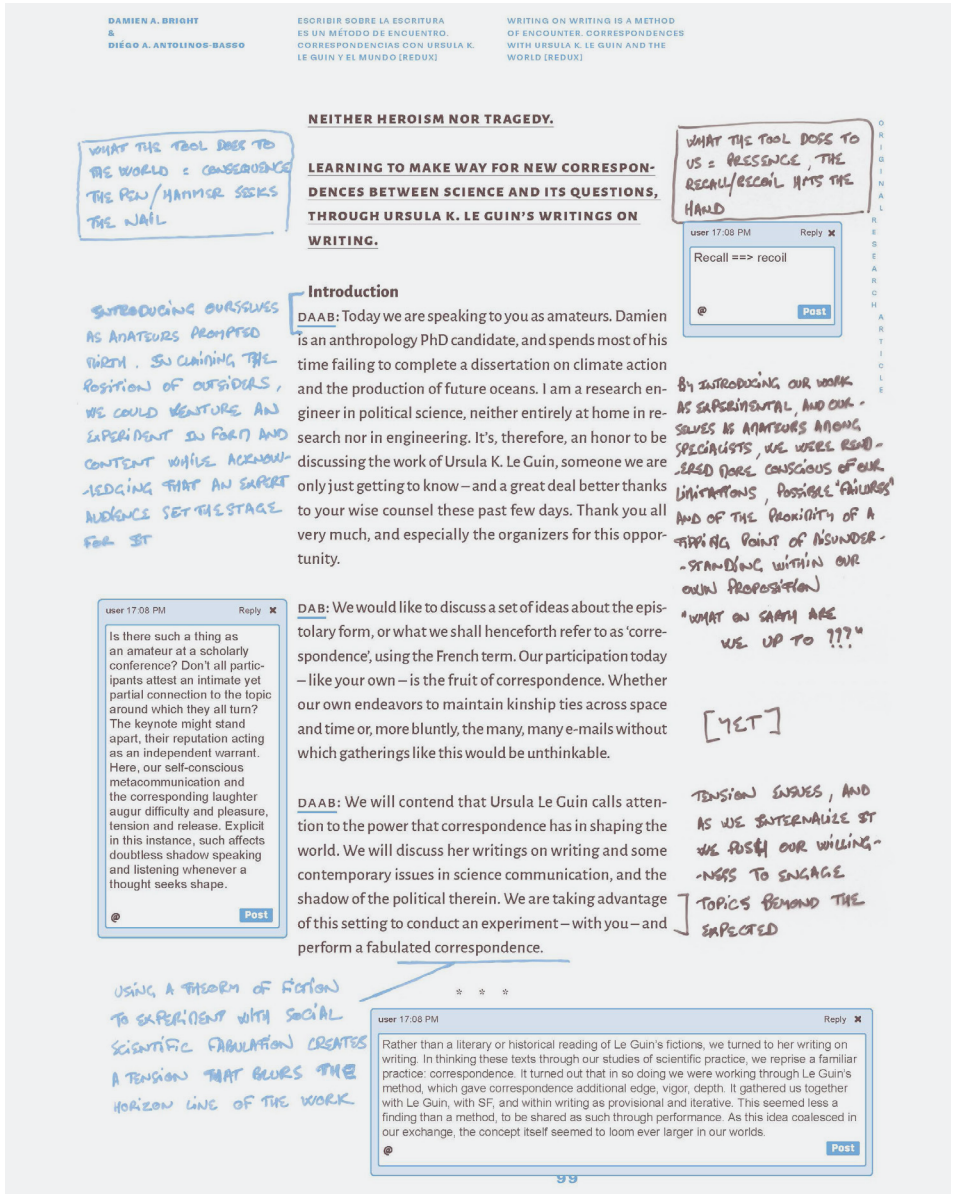 DAMIEN A. BRIGHT
&
DIÉGO A. ANTOLINOS-BASSO
ESCRIBIR SOBRE LA ESCRITURA
ES UN MÉTODO DE ENCUENTRO.
CORRESPONDENCIAS CON URSULA K.
LE GUIN Y EL MUNDO [REDUX]
WRITING ON WRITING IS A METHOD
OF ENCOUNTER. CORRESPONDENCES
WITH URSULA K. LE GUIN AND THE
WORLD [REDUX]
ORIGINAL RESEARCH ARTICLE
WHAT THE TOOL DOES TO
THE WORLD = CONSEQUENCE
THE PEN/HAMMER SEEKS
THE NAIL
NEITHER HEROISM NOR TRAGEDY.
LEARNING TO MAKE WAY FOR NEW CORRESPON-
DENCES BETWEEN SCIENCE AND ITS QUESTIONS,
THROUGH URSULA K. LE GUIN'S WRITINGS ON
WRITING.
WHAT THE TOOL DOES TO
US = PRESENCE, THE
RECALL/RECOIL HITS THE
HAND
user 17:08 PM Reply ✖
Recall ==> recoil
@ Post
INTRODUCING OURSELVES
AS AMATEURS PROMPTED
MIRTH. IN CLAIMING THE
POSITION OF OUTSIDERS,
WE COULD VENTURE AN
EXPERIMENT IN FORM AND
CONTENT WHILE ACKNOW-
-LEDGING THAT AN EXPERT
AUDIENCE SET THE STAGE
FOR IT
Introduction
DAAB: Today we are speaking to you as amateurs. Damien
is an anthropology PhD candidate, and spends most of his
time failing to complete a dissertation on climate action
and the production of future oceans. I am a research en-
gineer in political science, neither entirely at home in re-
search nor in engineering. It's, therefore, an honor to be
discussing the work of Ursula K. Le Guin, someone we are
only just getting to know – and a great deal better thanks
to your wise counsel these past few days. Thank you all
very much, and especially the organizers for this oppor-
tunity.
BY INTRODUCING OUR WORK
AS EXPERIMENTAL, AND OUR-
SELVES AS AMATEURS AMONG
SPECIALISTS, WE WERE REND-
-ERED MORE CONSCIOUS OF OUR
LIMITATIONS, POSSIBLE "FAILURES"
AND OF THE PROXIMITY OF A
TIPPING POINT OF MISUNDER-
-STANDING WITHIN OUR
OWN PROPOSITION
"WHAT ON EARTH ARE
WE UP TO ???"
user 17:08 PM Reply ✖
Is there such a thing as
an amateur at a scholarly
conference? Don't all partic-
ipants attest an intimate yet
partial connection to the topic
around which they all turn?
The keynote might stand
apart, their reputation acting
as an independent warrant.
Here, our self-conscious
metacommunication and
the corresponding laughter
augur difficulty and pleasure,
tension and release. Explicit
in this instance, such affects
doubtless shadow speaking
and listening whenever a
thought seeks shape.
@ Post
DAB: We would like to discuss a set of ideas about the epis-
tolary form, or what we shall henceforth refer to as 'corre-
spondence', using the French term. Our participation today
– like your own – is the fruit of correspondence. Whether
our own endeavors to maintain kinship ties across space
and time or, more bluntly, the many, many e-mails without
which gatherings like this would be unthinkable.
[YET]
DAAB: We will contend that Ursula Le Guin calls atten-
tion to the power that correspondence has in shaping the
world. We will discuss her writings on writing and some
contemporary issues in science communication, and the
shadow of the political therein. We are taking advantage
of this setting to conduct an experiment – with you – and
perform a fabulated correspondence.
TENSION ENSUES, AND
AS WE INTERNALIZE IT
WE PUSH OUR WILLING-
-NESS TO ENGAGE
TOPICS BEYOND THE
EXPECTED
* * *
USING A THEORY OF FICTION
TO EXPERIMENT WITH SOCIAL
SCIENTIFIC FABULATION CREATES
A TENSION THAT BLURS THE
HORIZON LINE OF THE WORK
user 17:08 PM Reply ✖
Rather than a literary or historical reading of Le Guin's fictions, we turned to her writing on
writing. In thinking these texts through our studies of scientific practice, we reprise a familiar
practice: correspondence. It turned out that in so doing we were working through Le Guin's
method, which gave correspondence additional edge, vigor, depth. It gathered us together
with Le Guin, with SF, and within writing as provisional and iterative. This seemed less a
finding than a method, to be shared as such through performance. As this idea coalesced in
our exchange, the concept itself seemed to loom ever larger in our worlds.
@ Post
99